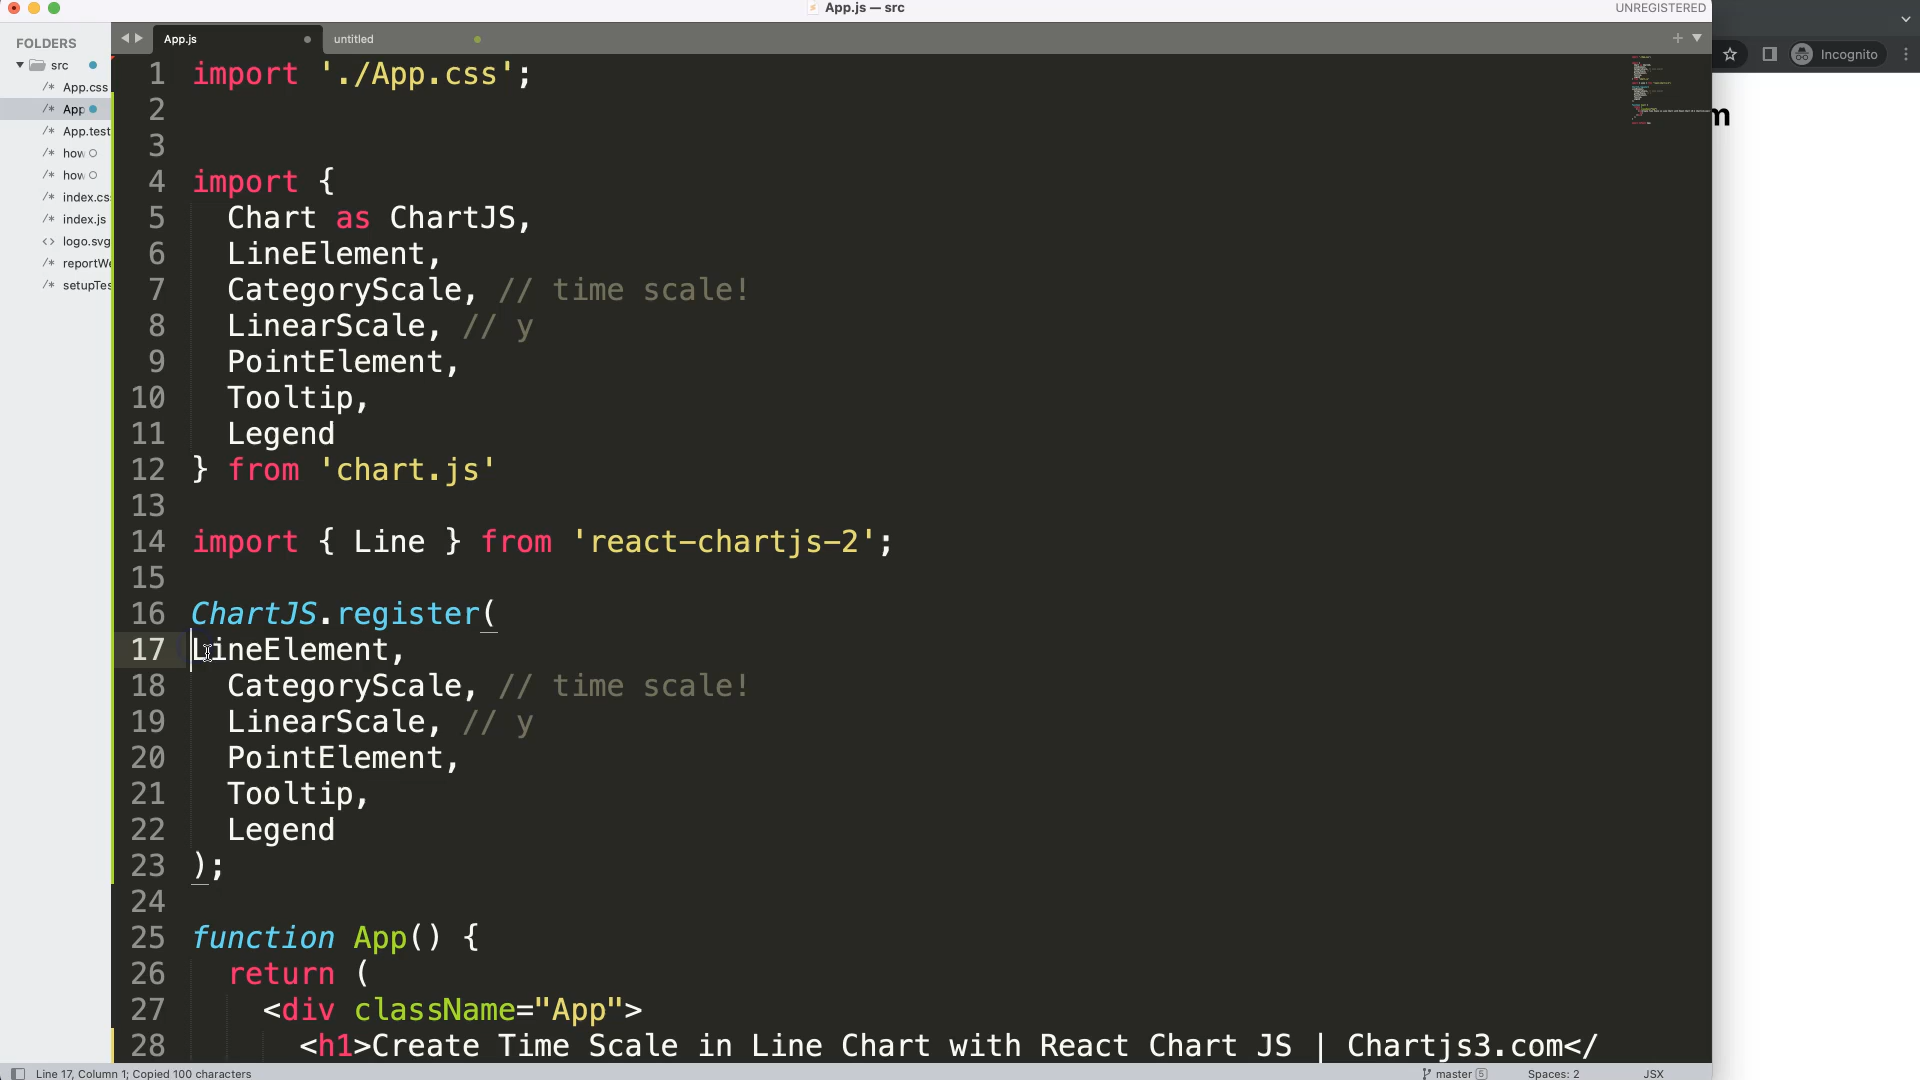 App.js — src
UNREGISTERED
FOLDERS
src
App.css
App
App.test
how
how
index.cs
index.js
logo.svg
reportWe
setupTes
App.js
untitled
Incognito
m
1 import './App.css';
2
3
4 import {
5 Chart as ChartJS,
6 LineElement,
7 CategoryScale, // time scale!
8 LinearScale, // y
9 PointElement,
10 Tooltip,
11 Legend
12 } from 'chart.js'
13
14 import { Line } from 'react-chartjs-2';
15
16 ChartJS.register(
17 LineElement,
18 CategoryScale, // time scale!
19 LinearScale, // y
20 PointElement,
21 Tooltip,
22 Legend
23 );
24
25 function App() {
26 return (
27 <div className="App">
28 <h1>Create Time Scale in Line Chart with React Chart JS | Chartjs3.com</
Line 17, Column 1; Copied 100 characters
master 5
Spaces: 2
JSX